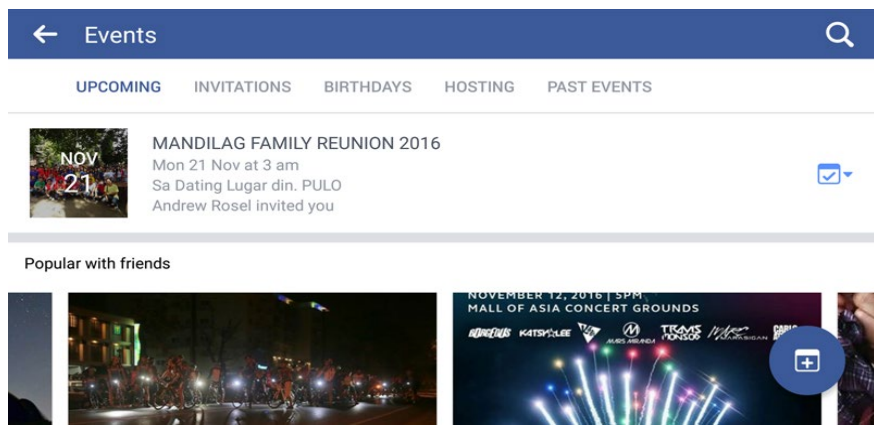 Events
UPCOMING INVITATIONS BIRTHDAYS HOSTING PAST EVENTS
NOV
21
MANDILAG FAMILY REUNION 2016
Mon 21 Nov at 3 am
Sa Dating Lugar din. PULO
Andrew Rosel invited you
Popular with friends
NOVEMBER 12, 2016 | 5PM
MALL OF ASIA CONCERT GROUNDS
KATSY LEE
MARS MIRANDA